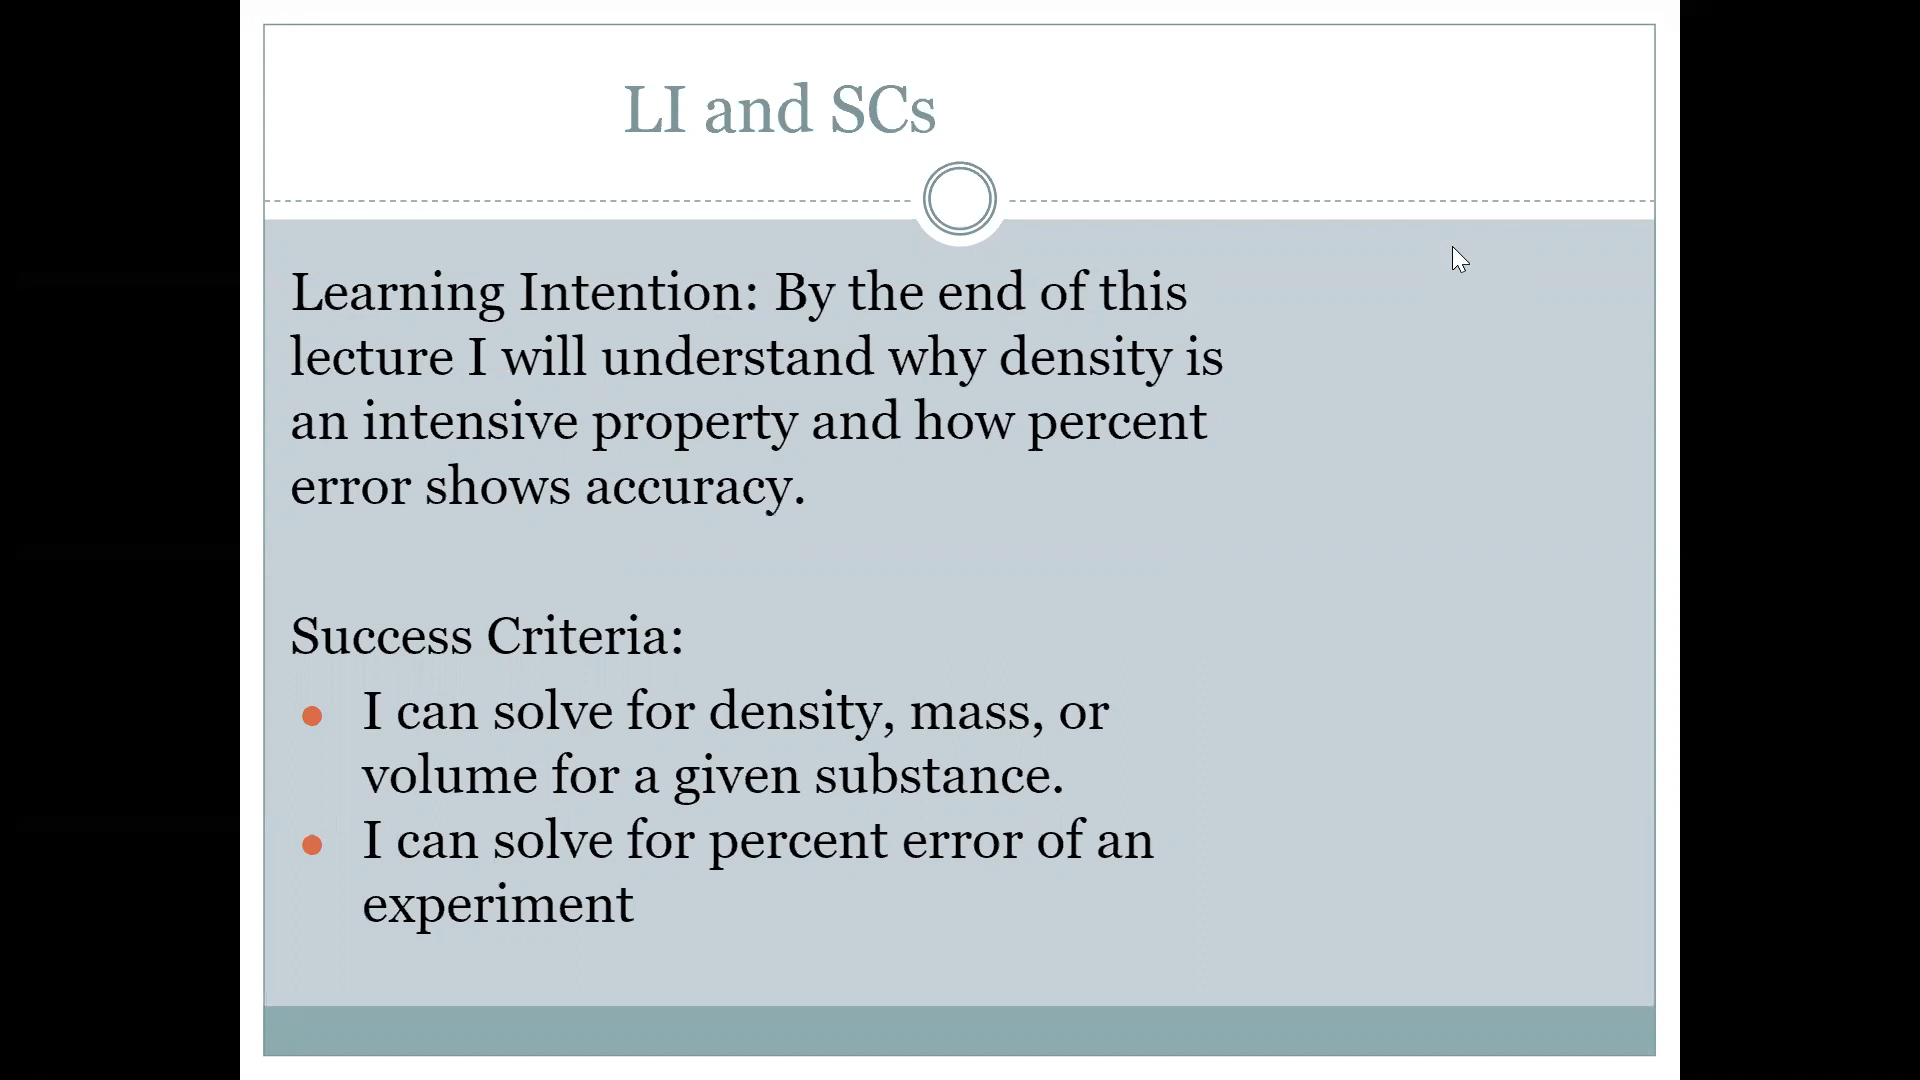 LI and SCs
Learning Intention: By the end of this
lecture I will understand why density is
an intensive property and how percent
error shows accuracy.
Success Criteria:
I can solve for density, mass, or
volume for a given substance.
I can solve for percent error of an
experiment